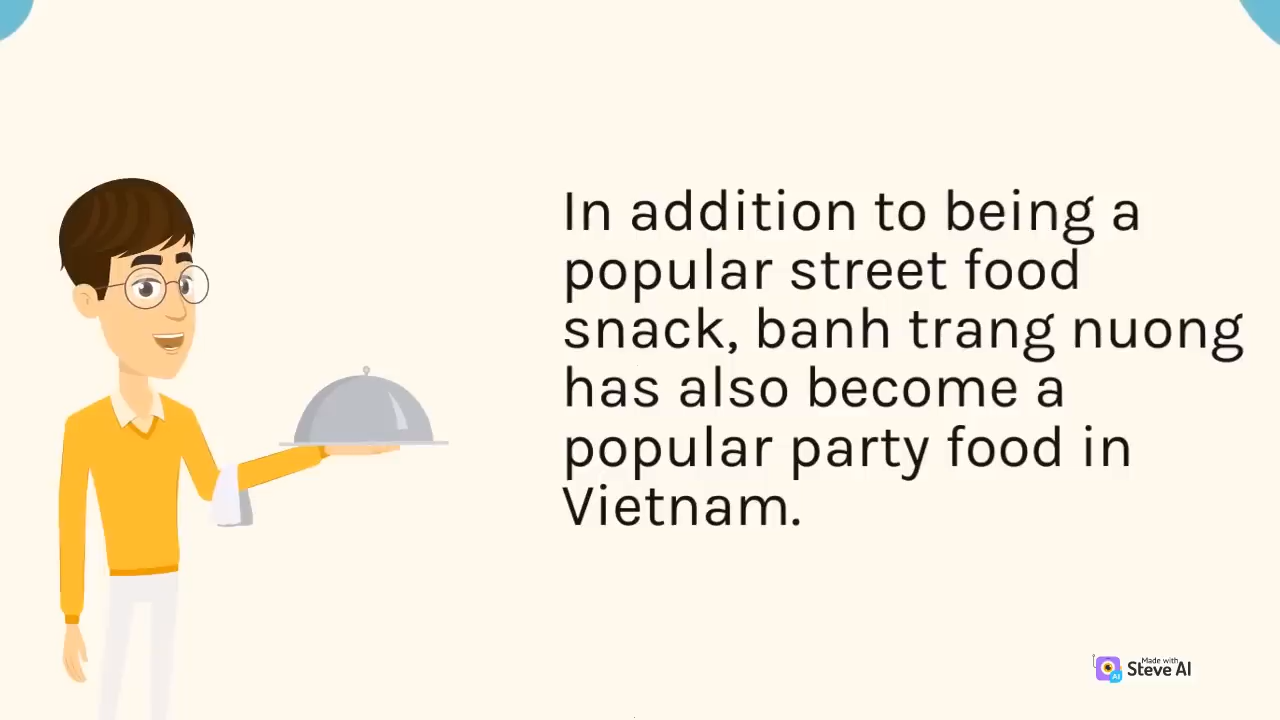 In addition to being a
popular street food
snack, banh trang nuong
has also become a
popular party food in
Vietnam.
Made with
Steve AI
AI